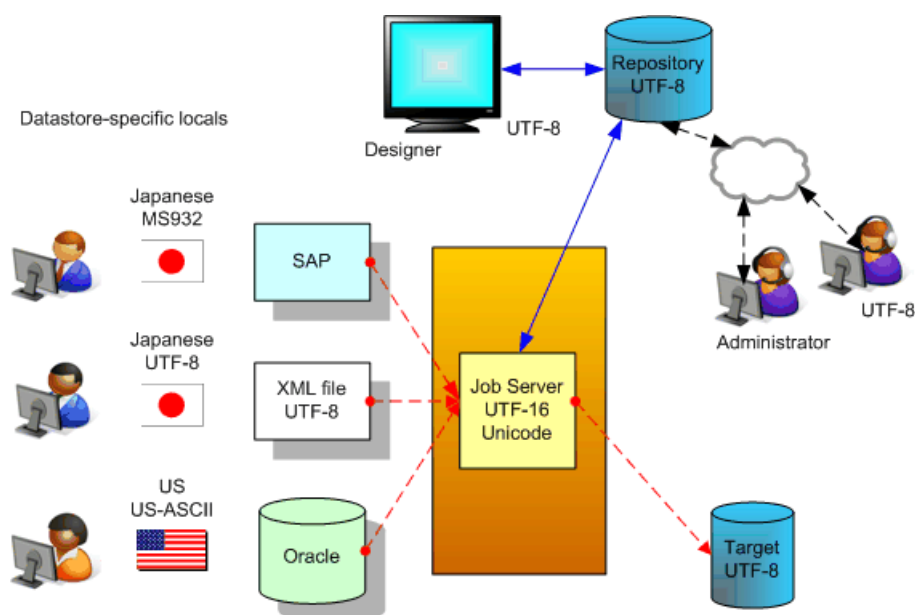 Repository
UTF-8
Datastore-specific locals
UTF-8
Designer
Japanese
MS932
SAP
UTF-8
Administrator
Japanese
UTF-8
XML file
UTF-8
Job Server
UTF-16
Unicode
US
US-ASCII
Oracle
Target
UTF-8